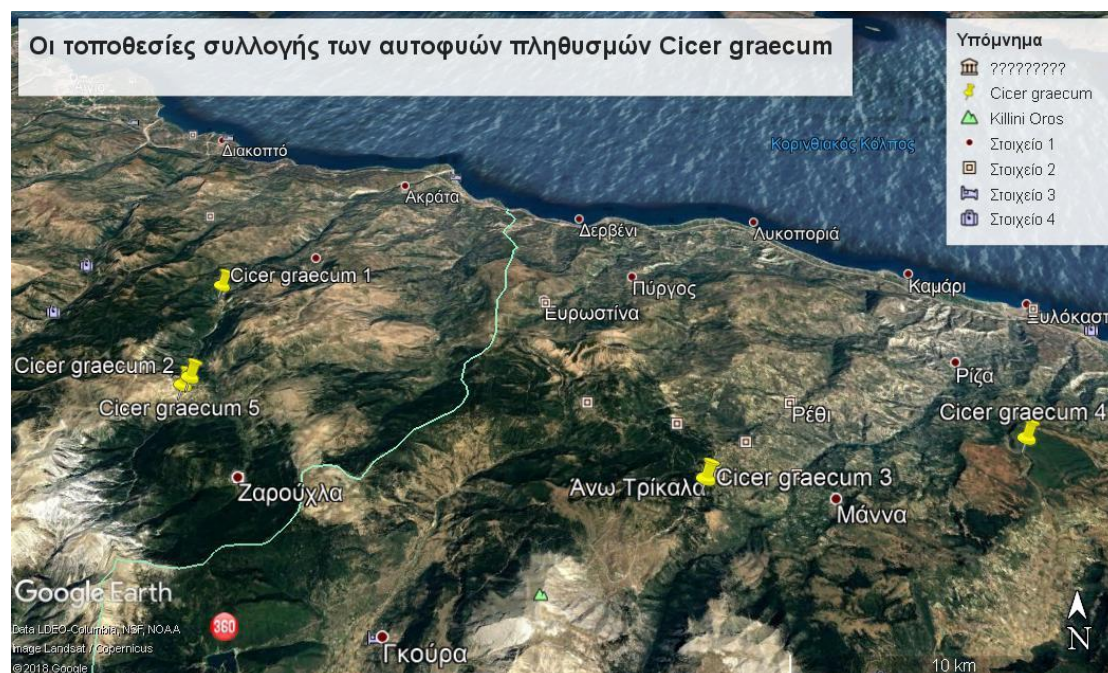 Οι τοποθεσίες συλλογής των αυτοφυών πληθυσμών Cicer graecum
Υπόμνημα
?????????
Cicer graecum
Killini Oros
Στοιχείο 1
Στοιχείο 2
Στοιχείο 3
Στοιχείο 4
Κορινθιακός Κόλπος
Διακοπτό
Ακράτα
Δερβένι
Λυκοποριά
Cicer graecum 1
Πύργος
Καμάρι
Ευρωστίνα
Ξυλόκαστ
Cicer graecum 2
Ρίζα
Cicer graecum 5
Ρέθι
Cicer graecum 4
Ζαρούχλα
Άνω Τρίκαλα
Cicer graecum 3
Μάννα
Google Earth
360
Data LDEO-Columbia, NSF, NOAA
Image Landsat / Copernicus
©2018 Google
Γκούρα
10 km
N